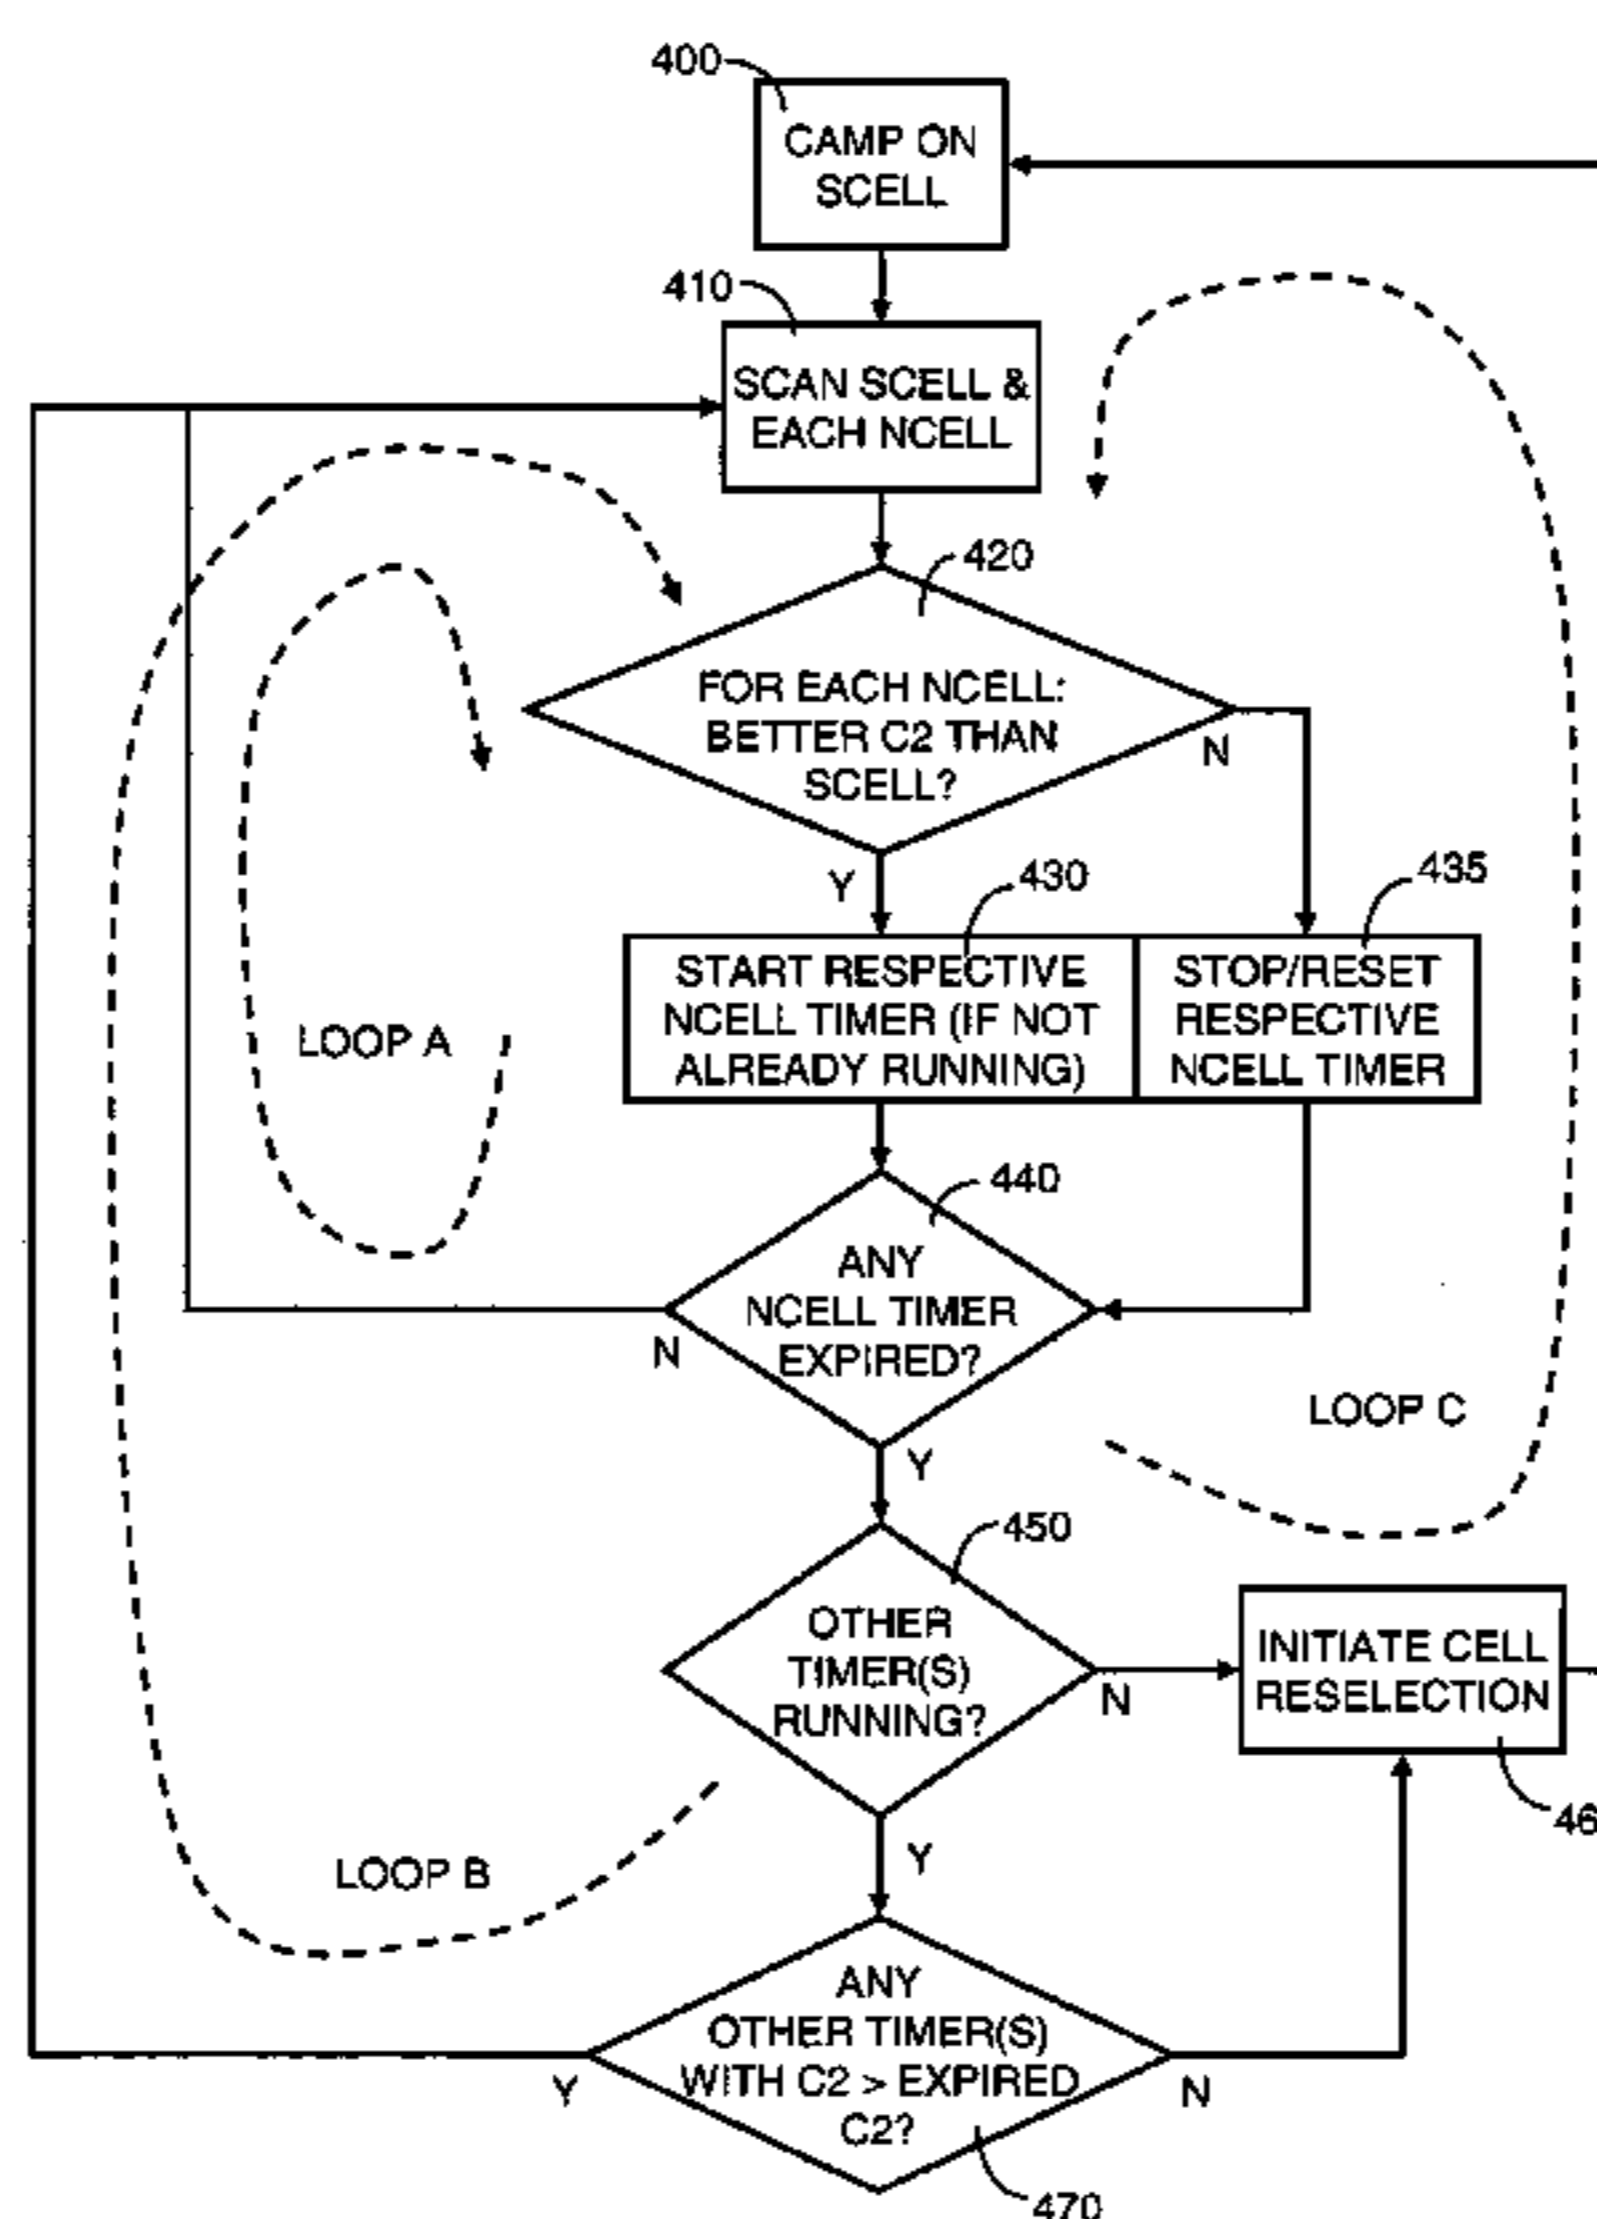 400
CAMP ON
SCELL
410
SCAN SCELL &
EACH NCELL
420
FOR EACH NCELL:
BETTER C2 THAN
SCELL?
N
Y
430
435
START RESPECTIVE
NCELL TIMER (IF NOT
ALREADY RUNNING)
STOP/RESET
RESPECTIVE
NCELL TIMER
LOOP A
440
ANY
NCELL TIMER
EXPIRED?
N
LOOP C
Y
450
OTHER
TIMER(S)
RUNNING?
N
INITIATE CELL
RESELECTION
46
Y
LOOP B
ANY
OTHER TIMER(S)
WITH C2 > EXPIRED
C2?
Y
N
470